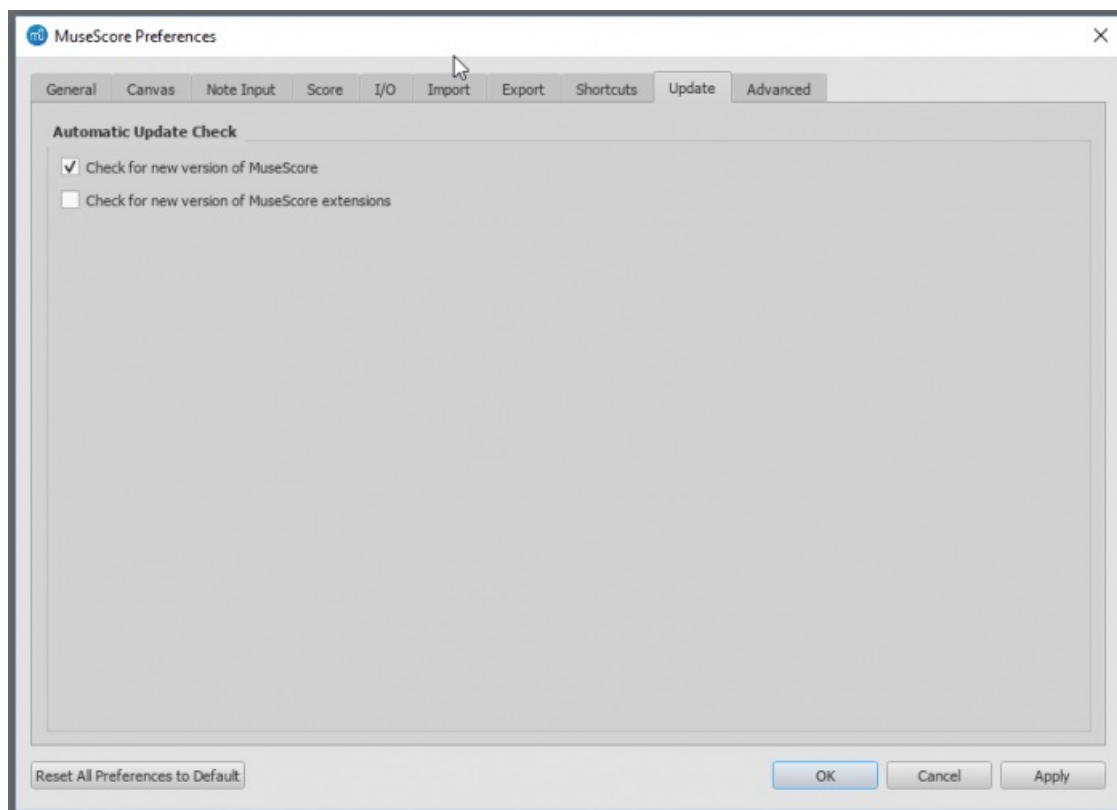 MuseScore Preferences
General Canvas Note Input Score I/O Import Export Shortcuts Update Advanced
Automatic Update Check
Check for new version of MuseScore
Check for new version of MuseScore extensions
Reset All Preferences to Default OK Cancel Apply